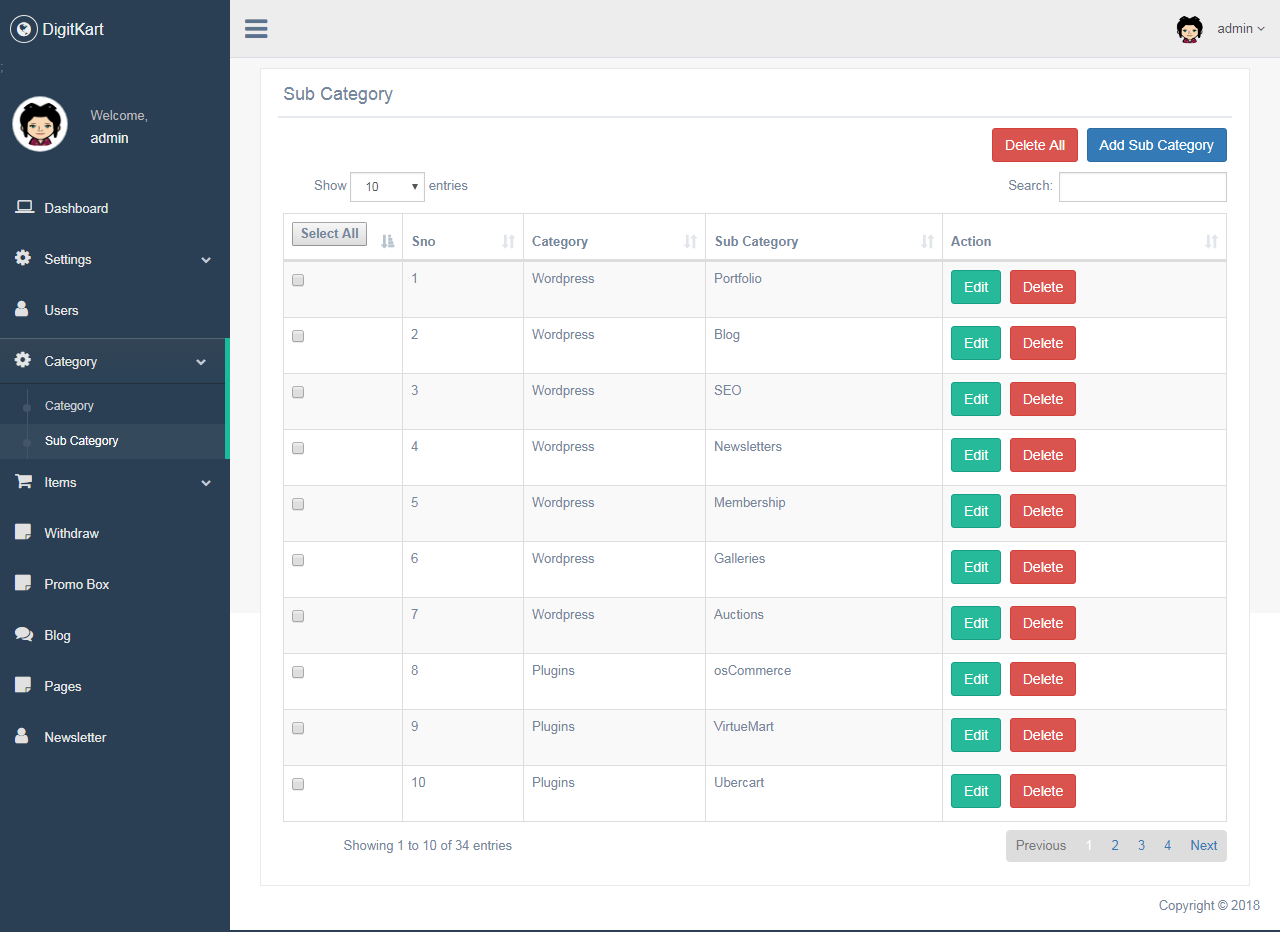 DigitKart
admin
;
Welcome,
admin
Dashboard
Settings
Users
Category
Category
Sub Category
Items
Withdraw
Promo Box
Blog
Pages
Newsletter
Sub Category
Delete All Add Sub Category
Show 10 entries Search:
Select All Sno Category Sub Category Action
1 Wordpress Portfolio Edit Delete
2 Wordpress Blog Edit Delete
3 Wordpress SEO Edit Delete
4 Wordpress Newsletters Edit Delete
5 Wordpress Membership Edit Delete
6 Wordpress Galleries Edit Delete
7 Wordpress Auctions Edit Delete
8 Plugins osCommerce Edit Delete
9 Plugins VirtueMart Edit Delete
10 Plugins Ubercart Edit Delete
Showing 1 to 10 of 34 entries Previous 1 2 3 4 Next
Copyright © 2018